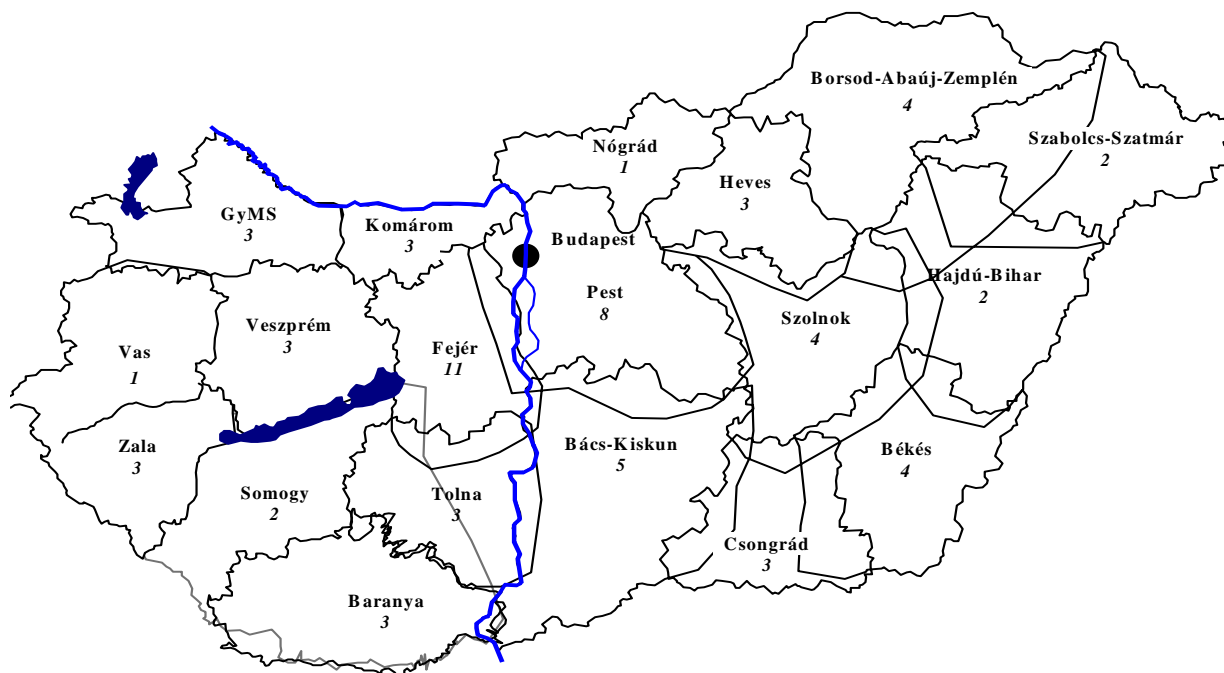 Borsod-Abaúj-Zemplén
4
Szabolcs-Szatmár
2
Nógrád
1
Heves
3
GyMS
3
Komárom
3
Budapest
Hajdú-Bihar
2
Pest
8
Veszprém
3
Szolnok
4
Vas
1
Fejér
11
Zala
3
Bács-Kiskun
5
Békés
4
Somogy
2
Tolna
3
Csongrád
3
Baranya
3